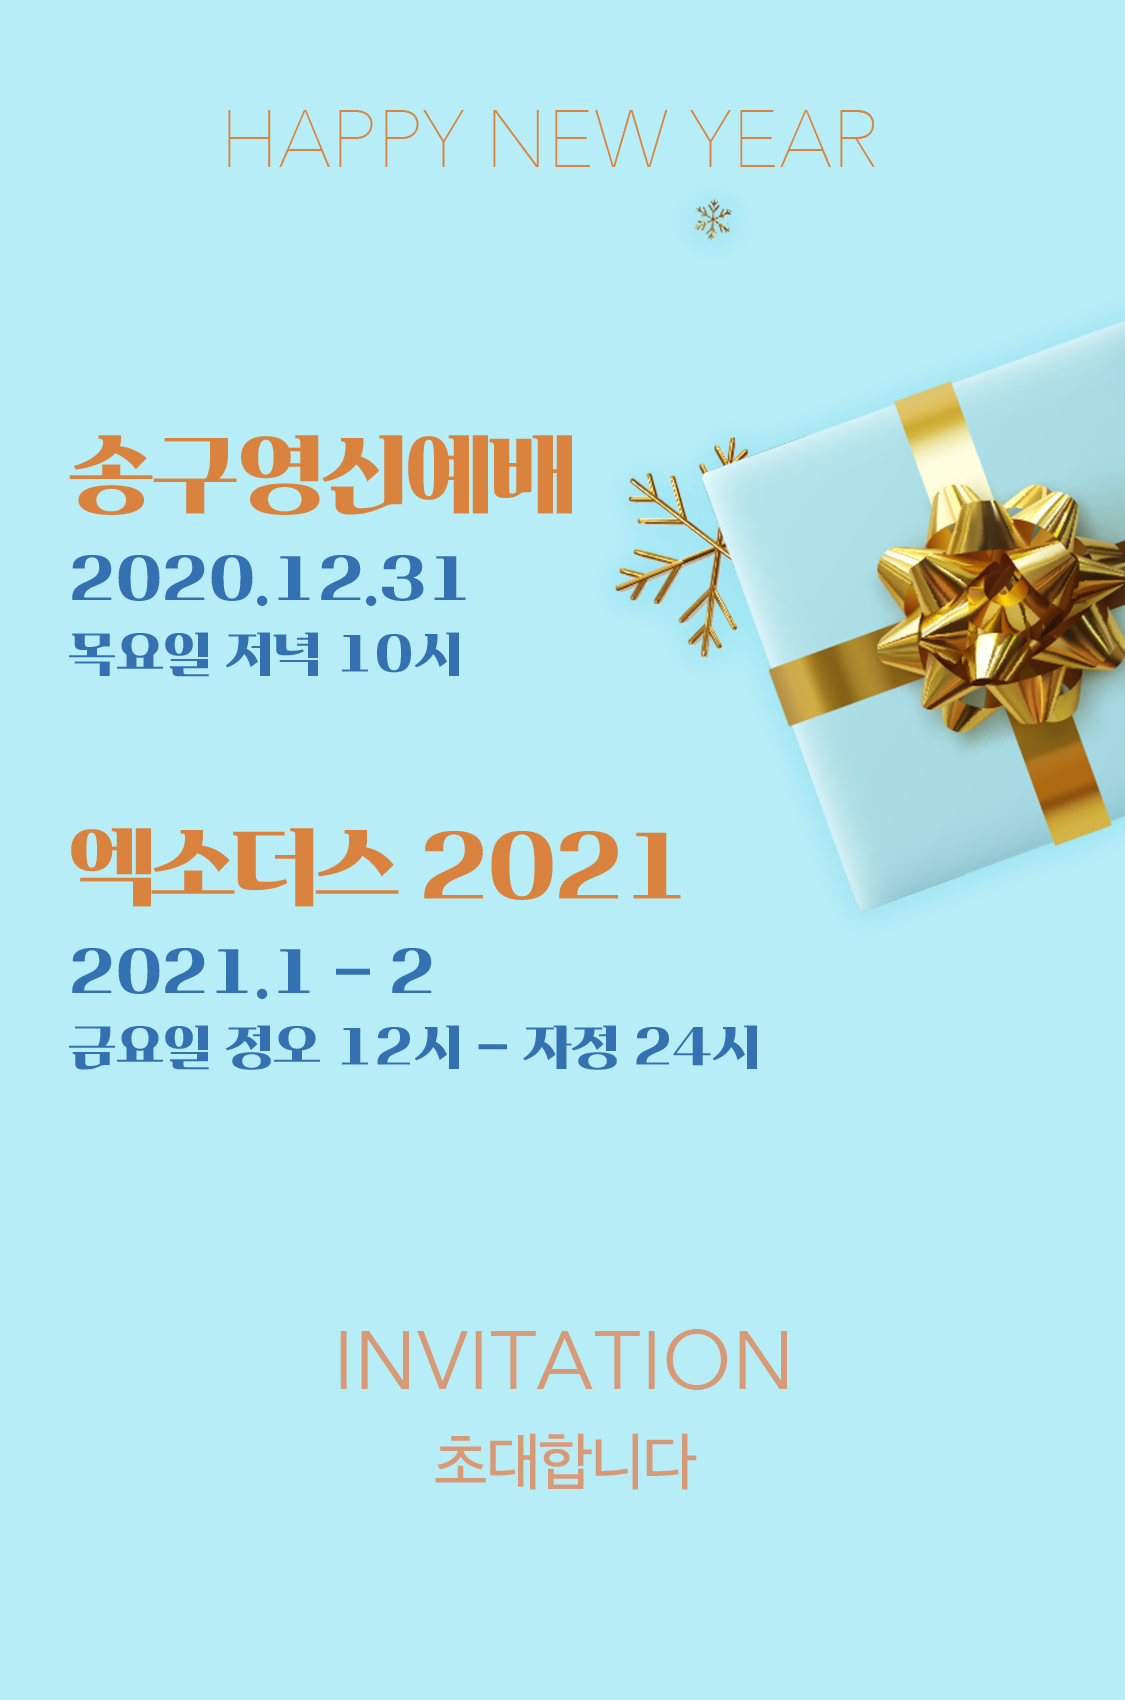 HAPPY NEW YEAR
송구영신예배
2020.12.31
목요일 저녁 10시
엑소더스 2021
2021.1 - 2
금요일 정오 12시 - 자정 24시
INVITATION
초대합니다